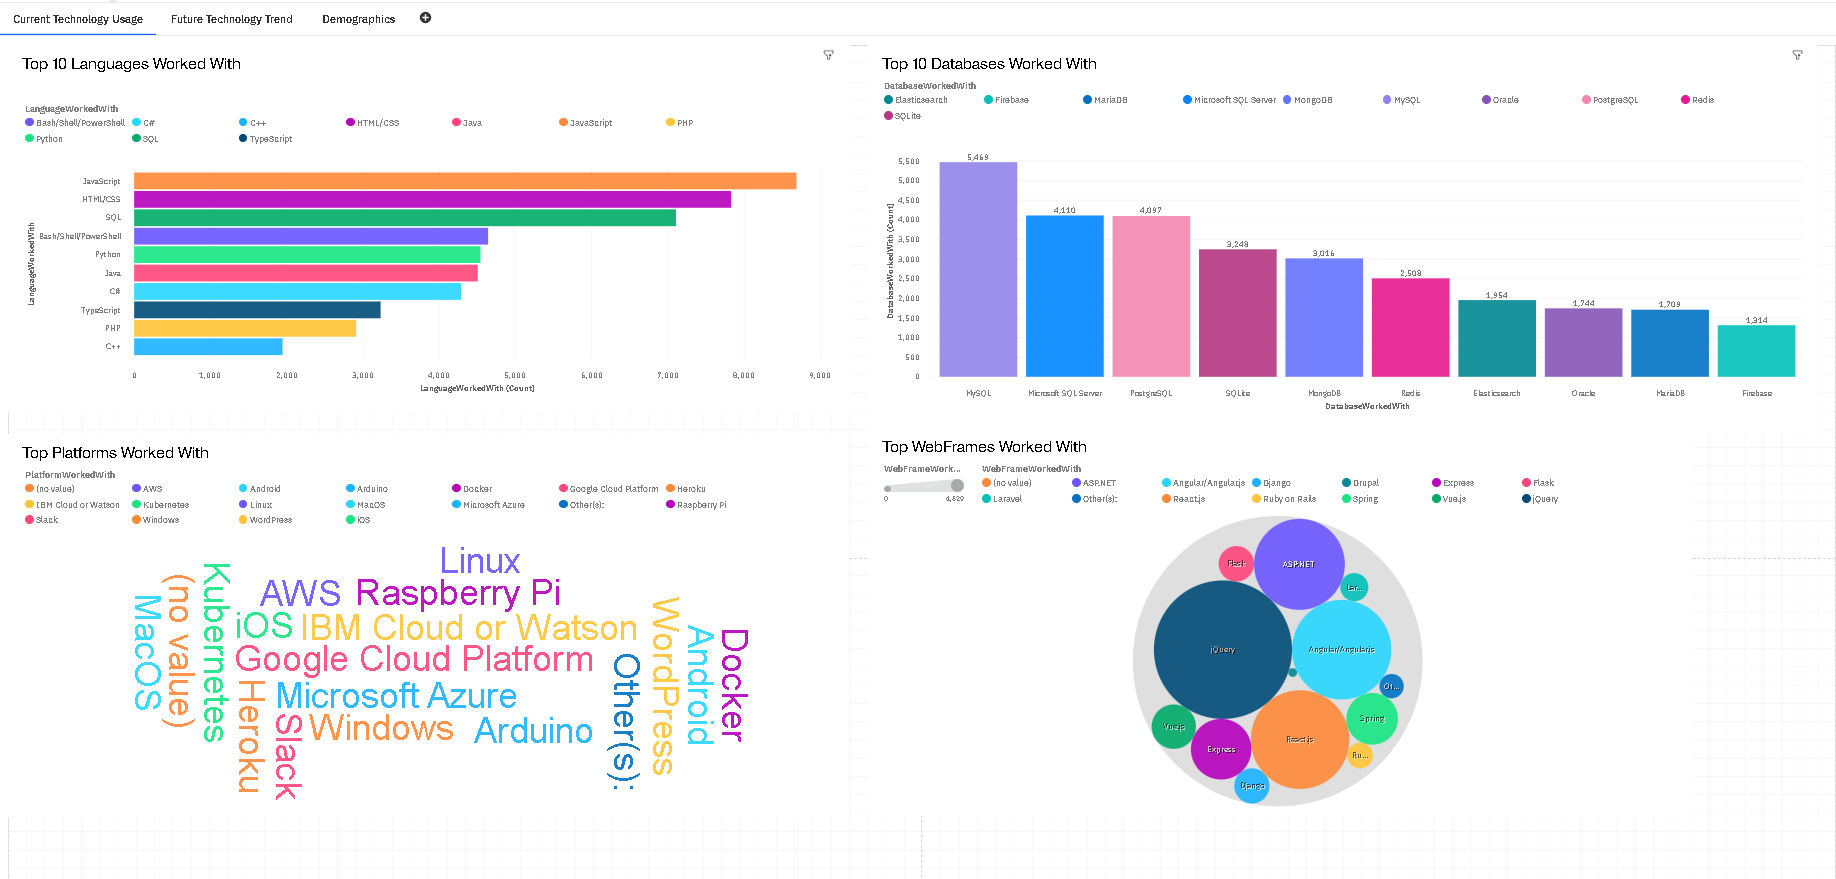 Current Technology Usage Future Technology Trend Demographics
Top 10 Languages Worked With
LanguageWorkedWith
Bash/Shell/PowerShell C# C++ HTML/CSS Java JavaScript PHP
Python SQL TypeScript
LanguageWorkedWith
JavaScript
HTML/CSS
SQL
Bash/Shell/PowerShell
Python
Java
C#
TypeScript
PHP
C++
0 1,000 2,000 3,000 4,000 5,000 6,000 7,000 8,000 9,000
LanguageWorkedWith (Count)
Top 10 Databases Worked With
DatabaseWorkedWith
Elasticsearch Firebase MariaDB Microsoft SQL Server MongoDB MySQL Oracle PostgreSQL Redis
SQLite
DatabaseWorkedWith (Count)
5,500
5,000
4,500
4,000
3,500
3,000
2,500
2,000
1,500
1,000
500
0
5,469 4,110 4,097 3,248 3,016 2,508 1,954 1,744 1,709 1,314
MySQL Microsoft SQL Server PostgreSQL SQLite MongoDB Redis Elasticsearch Oracle MariaDB Firebase
DatabaseWorkedWith
Top Platforms Worked With
PlatformWorkedWith
(no value) AWS Android Arduino Docker Google Cloud Platform Heroku
IBM Cloud or Watson Kubernetes Linux MacOS Microsoft Azure Other(s): Raspberry Pi
Slack Windows WordPress iOS
Linux
AWS Raspberry Pi
iOS IBM Cloud or Watson
Google Cloud Platform
Microsoft Azure
Windows Arduino
MacOS
(no value)
Kubernetes
Heroku
Slack
Other(s):
WordPress
Android
Docker
Top WebFrames Worked With
WebFrameWork... WebFrameWorkedWith
0 4,829
(no value) ASP.NET Angular/Angular.js Django Drupal Express Flask
Laravel Other(s): React.js Ruby on Rails Spring Vue.js jQuery
Flask
ASP.NET
Lar...
jQuery
Angular/Angular.js
Ot...
Spring
Vue.js
Express
React.js
Ru...
Django